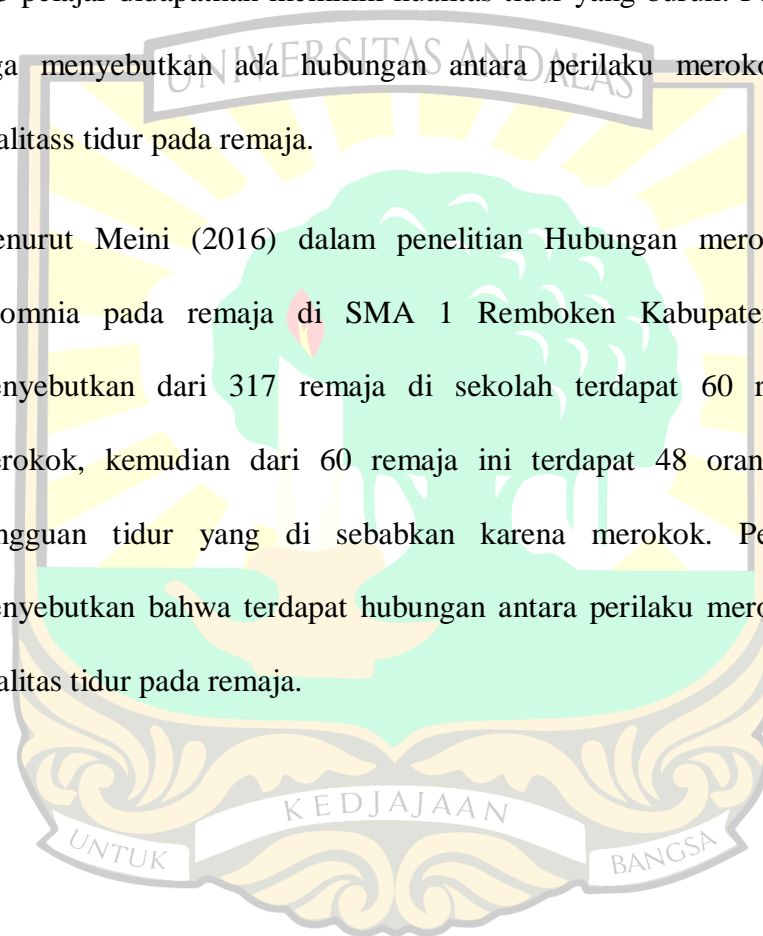 pelajar didapatkan memiliki kualitas tidur yang buruk.
UNIVERSITAS ANDALAS
ga menyebutkan ada hubungan antara perilaku meroko
alitass tidur pada remaja.
enurut Meini (2016) dalam penelitian Hubungan mero
omnia pada remaja di SMA 1 Remboken Kabupate
enyebutkan dari 317 remaja di sekolah terdapat 60 r
erokok, kemudian dari 60 remaja ini terdapat 48 oran
ngguan tidur yang di sebabkan karena merokok. Pe
enyebutkan bahwa terdapat hubungan antara perilaku mero
alitas tidur pada remaja.
KEDJAJAAN
UNTUK BANGSA